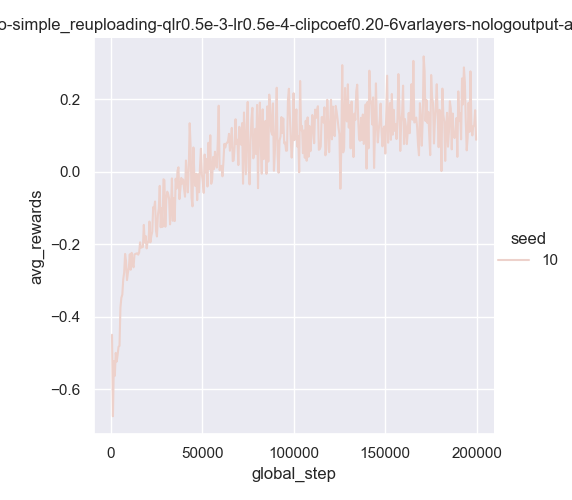 o-simple_reuploading-qlr0.5e-3-lr0.5e-4-clipcoef0.20-6varlayers-nologoutput-a
0.2
0.0
−0.2
−0.4
−0.6
avg_rewards
0
50000
100000
150000
200000
global_step
seed
10